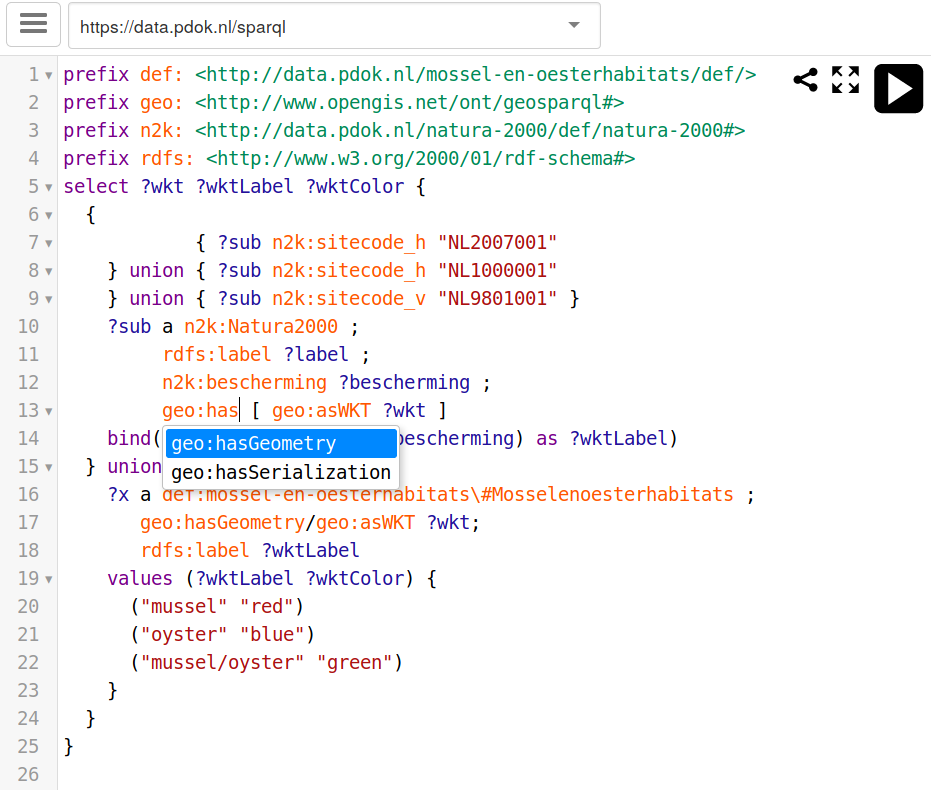 https://data.pdok.nl/sparql
1 prefix def: <http://data.pdok.nl/mossel-en-oesterhabitats/def/>
2 prefix geo: <http://www.opengis.net/ont/geosparql#>
3 prefix n2k: <http://data.pdok.nl/natura-2000/def/natura-2000#>
4 prefix rdfs: <http://www.w3.org/2000/01/rdf-schema#>
5 select ?wkt ?wktLabel ?wktColor {
6 {
7 { ?sub n2k:sitecode_h "NL2007001"
8 } union { ?sub n2k:sitecode_h "NL1000001"
9 } union { ?sub n2k:sitecode_v "NL9801001" }
10 ?sub a n2k:Natura2000 ;
11 rdfs:label ?label ;
12 n2k:bescherming ?bescherming ;
13 geo:has [ geo:asWKT ?wkt ]
14 bind( bescherming) as ?wktLabel)
geo:hasGeometry
15 } union
geo:hasSerialization
16 ?x a def:mossel-en-oesterhabitats\#Mosselenoesterhabitats ;
17 geo:hasGeometry/geo:asWKT ?wkt;
18 rdfs:label ?wktLabel
19 values (?wktLabel ?wktColor) {
20 ("mussel" "red")
21 ("oyster" "blue")
22 ("mussel/oyster" "green")
23 }
24 }
25 }
26